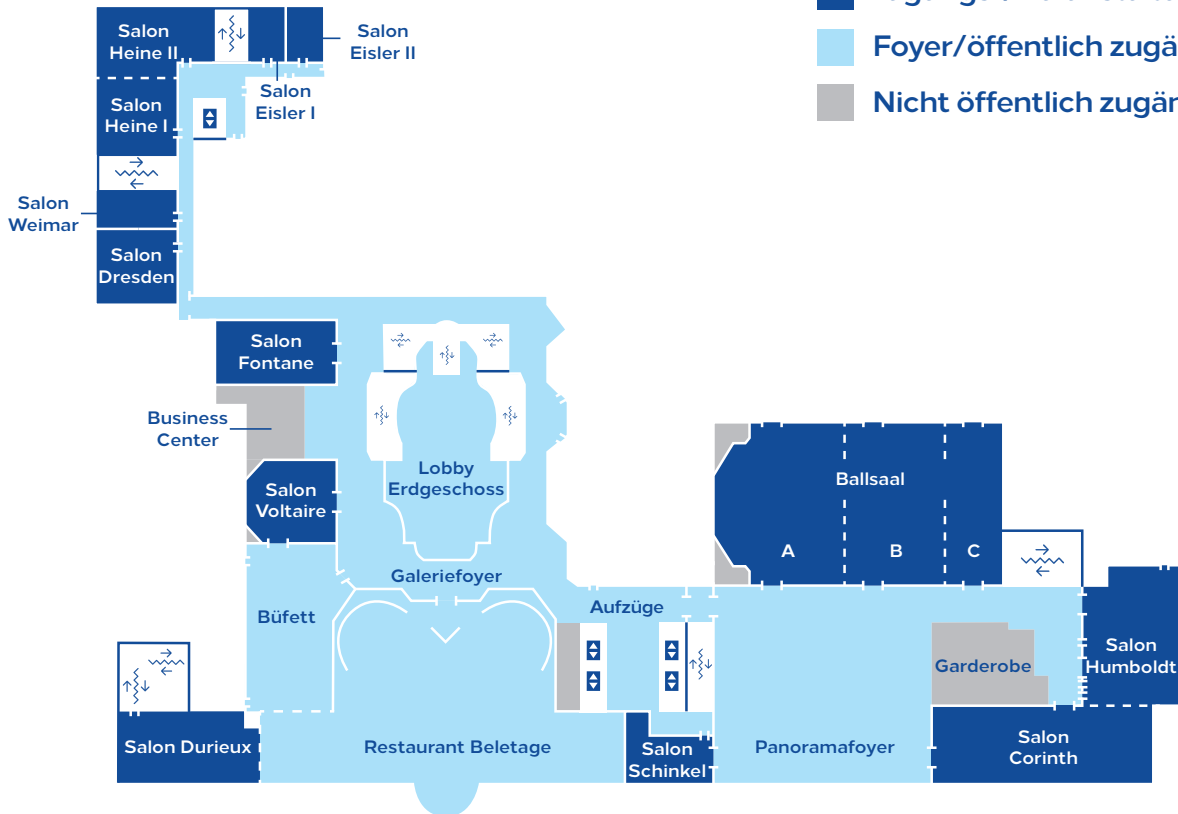 Foyer/öffentlich zugä
Nicht öffentlich zugän
Salon
Heine II
Salon
Eisler II
Salon
Eisler I
Salon
Heine I
Salon
Weimar
Salon
Dresden
Salon
Fontane
Business
Center
Salon
Voltaire
Lobby
Erdgeschoss
Ballsaal
A
B
C
Galeriefoyer
Aufzüge
Büfett
Garderobe
Salon
Humboldt
Salon Durieux
Restaurant Beletage
Salon
Schinkel
Panoramafoyer
Salon
Corinth